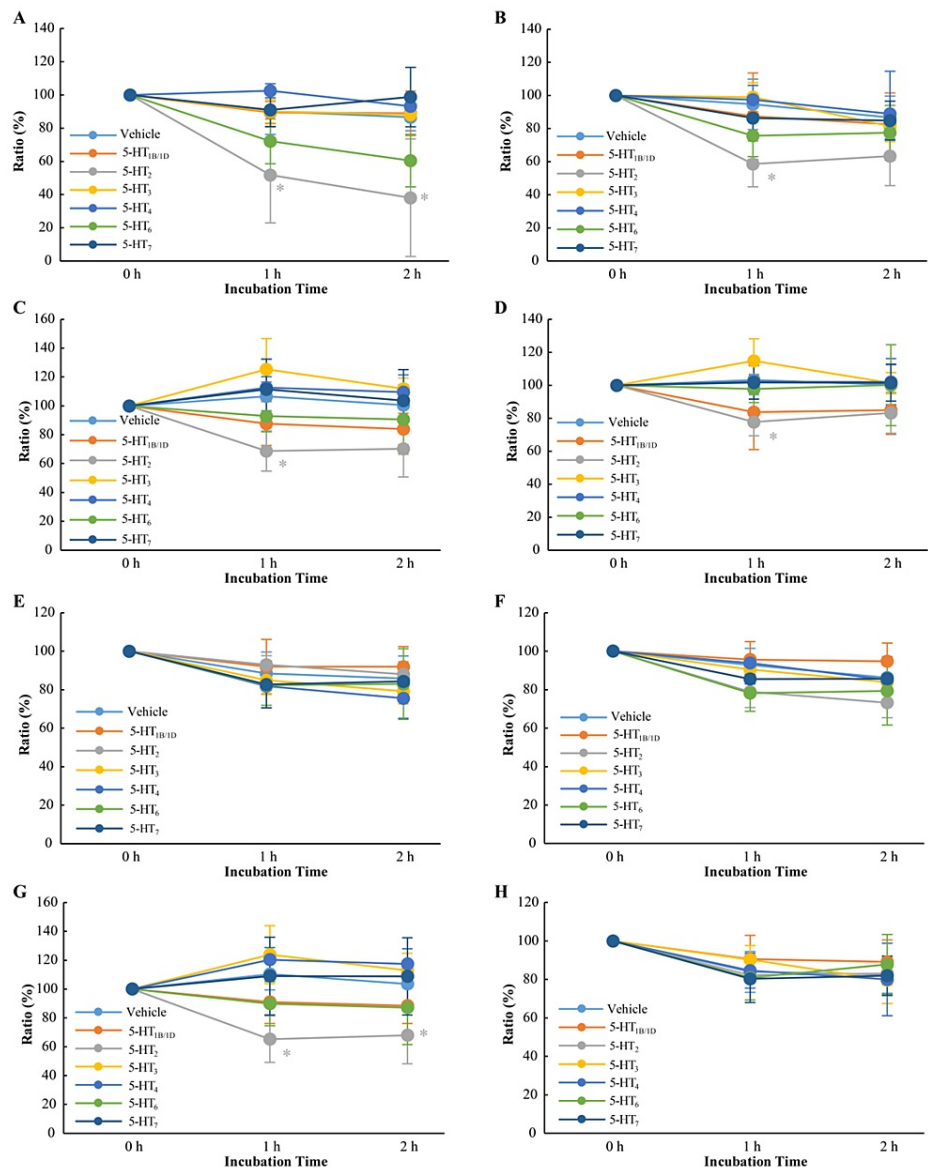 A
140
120
100
80
60
40
20
0
Ratio (%)
Vehicle
5-HT1B/1D
5-HT2
5-HT3
5-HT4
5-HT6
5-HT7
*
*
0 h 1 h 2 h
Incubation Time
B
140
120
100
80
60
40
20
0
Ratio (%)
Vehicle
5-HT1B/1D
5-HT2
5-HT3
5-HT4
5-HT6
5-HT7
*
0 h 1 h 2 h
Incubation Time
C
160
140
120
100
80
60
40
20
0
Ratio (%)
Vehicle
5-HT1B/1D
5-HT2
5-HT3
5-HT4
5-HT6
5-HT7
*
0 h 1 h 2 h
Incubation Time
D
140
120
100
80
60
40
20
0
Ratio (%)
Vehicle
5-HT1B/1D
5-HT2
5-HT3
5-HT4
5-HT6
5-HT7
*
0 h 1 h 2 h
Incubation Time
E
120
100
80
60
40
20
0
Ratio (%)
Vehicle
5-HT1B/1D
5-HT2
5-HT3
5-HT4
5-HT6
5-HT7
0 h 1 h 2 h
Incubation Time
F
120
100
80
60
40
20
0
Ratio (%)
Vehicle
5-HT1B/1D
5-HT2
5-HT3
5-HT4
5-HT6
5-HT7
0 h 1 h 2 h
Incubation Time
G
160
140
120
100
80
60
40
20
0
Ratio (%)
Vehicle
5-HT1B/1D
5-HT2
5-HT3
5-HT4
5-HT6
5-HT7
*
*
0 h 1 h 2 h
Incubation Time
H
120
100
80
60
40
20
0
Ratio (%)
Vehicle
5-HT1B/1D
5-HT2
5-HT3
5-HT4
5-HT6
5-HT7
0 h 1 h 2 h
Incubation Time